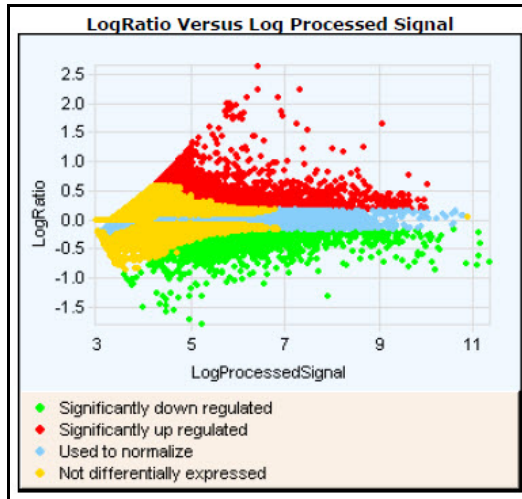 LogRatio Versus Log Processed Signal
2.5
2.0
1.5
1.0
0.5
0.0
-0.5
-1.0
-1.5
LogRatio
3 5 7 9 11
LogProcessedSignal
Significantly down regulated
Significantly up regulated
Used to normalize
Not differentially expressed